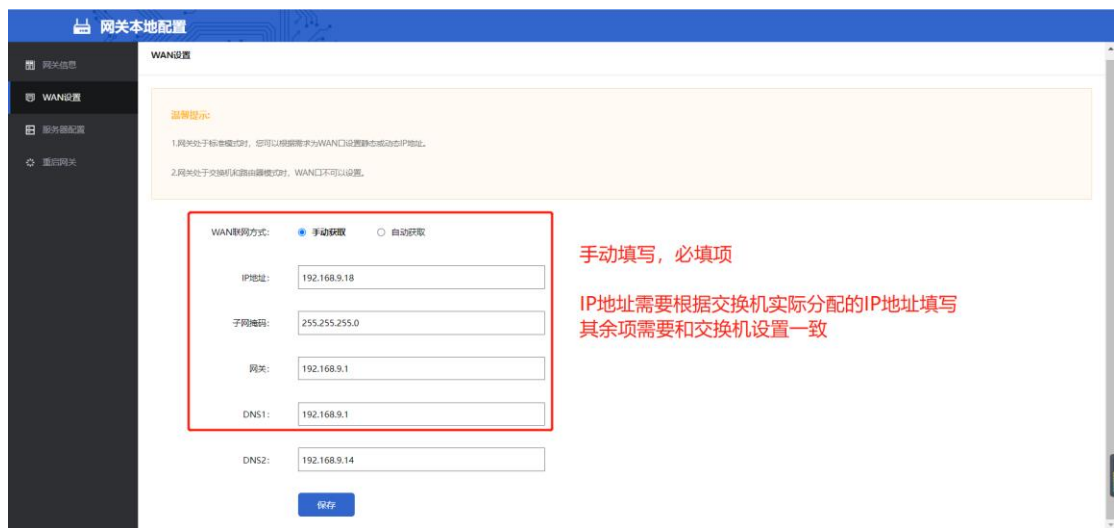 网关本地配置
网关信息
WAN设置
服务器配置
重启网关
WAN设置
温馨提示:
1.网关处于标准模式时，您可以根据需求为WAN口设置静态或动态IP地址。
2.网关处于交换机和路由器模式时，WAN口不可以设置。
WAN联网方式: 手动获取 自动获取
IP地址: 192.168.9.18
子网掩码: 255.255.255.0
网关: 192.168.9.1
DNS1: 192.168.9.1
DNS2: 192.168.9.14
保存
手动填写，必填项
IP地址需要根据交换机实际分配的IP地址填写
其余项需要和交换机设置一致